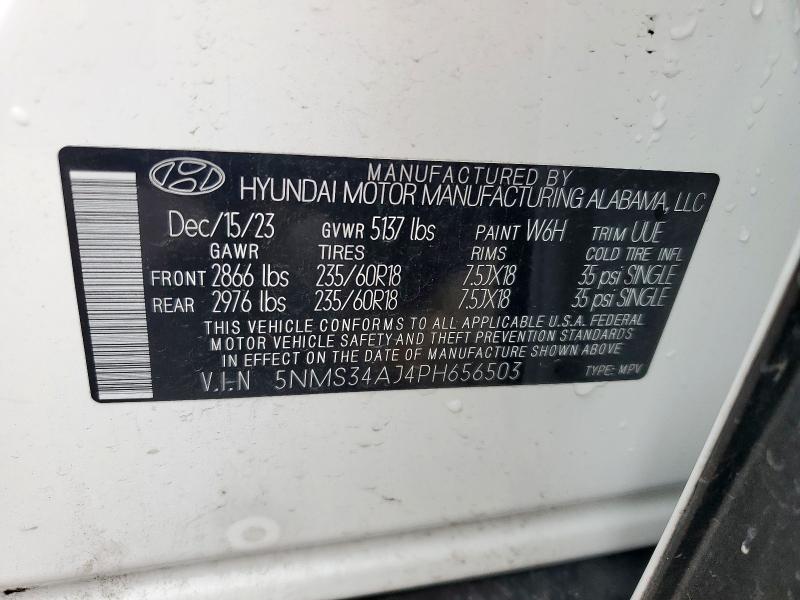 MANUFACTURED BY
HYUNDAI MOTOR MANUFACTURING ALABAMA, LLC
Dec/15/23 GVWR 5137 lbs PAINT W6H TRIM UUE
GAWR TIRES RIMS COLD TIRE INFL
FRONT 2866 lbs 235/60R18 7.5JX18 35 psi SINGLE
REAR 2976 lbs 235/60R18 7.5JX18 35 psi SINGLE
THIS VEHICLE CONFORMS TO ALL APPLICABLE U.S.A. FEDERAL
MOTOR VEHICLE SAFETY AND THEFT PREVENTION STANDARDS
IN EFFECT ON THE DATE OF MANUFACTURE SHOWN ABOVE.
V.I.N 5NMS34AJ4PH656503 TYPE: MPV